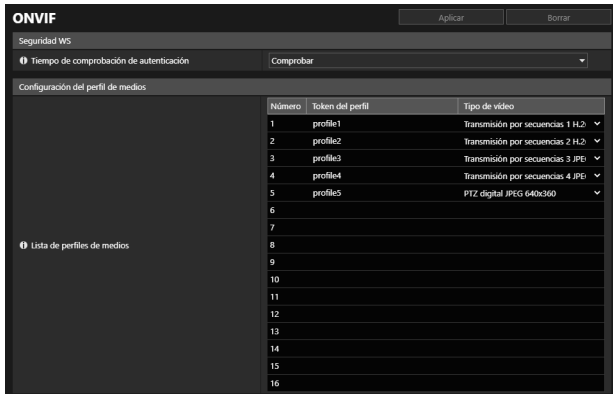 ONVIF
Aplicar Borrar
Seguridad WS
Tiempo de comprobación de autenticación Comprobar
Configuración del perfil de medios
Número Token del perfil Tipo de vídeo
1 profile1 Transmisión por secuencias 1 H.2
2 profile2 Transmisión por secuencias 2 H.2
3 profile3 Transmisión por secuencias 3 JPE
4 profile4 Transmisión por secuencias 4 JPE
5 profile5 PTZ digital JPEG 640x360
6
7
Lista de perfiles de medios 8
9
10
11
12
13
14
15
16